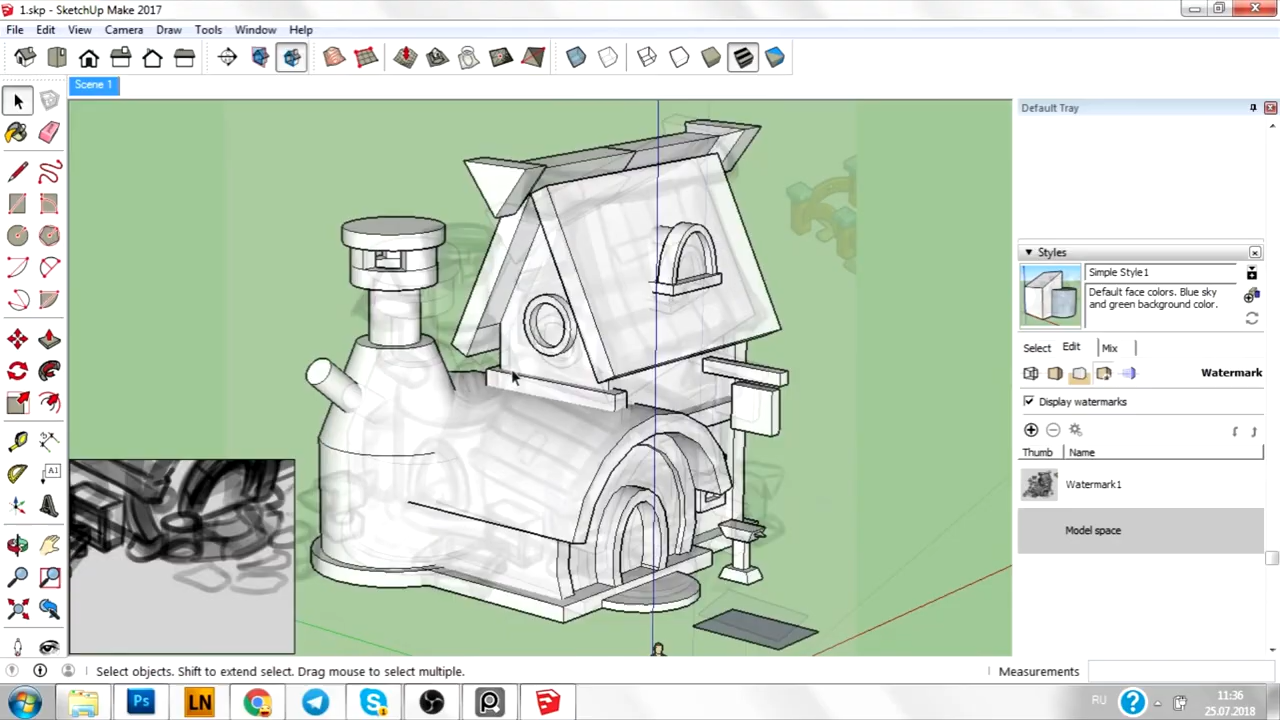 1.skp - SketchUp Make 2017
File Edit View Camera Draw Tools Window Help
Scene 1
Default Tray
Styles
Simple Style1
Default face colors. Blue sky
and green background color.
Select Edit Mix
Watermark
Display watermarks
Thumb Name
Watermark1
Model space
A1
Select objects. Shift to extend select. Drag mouse to select multiple.
Measurements
Ps
LN
RU
11:36
25.07.2018